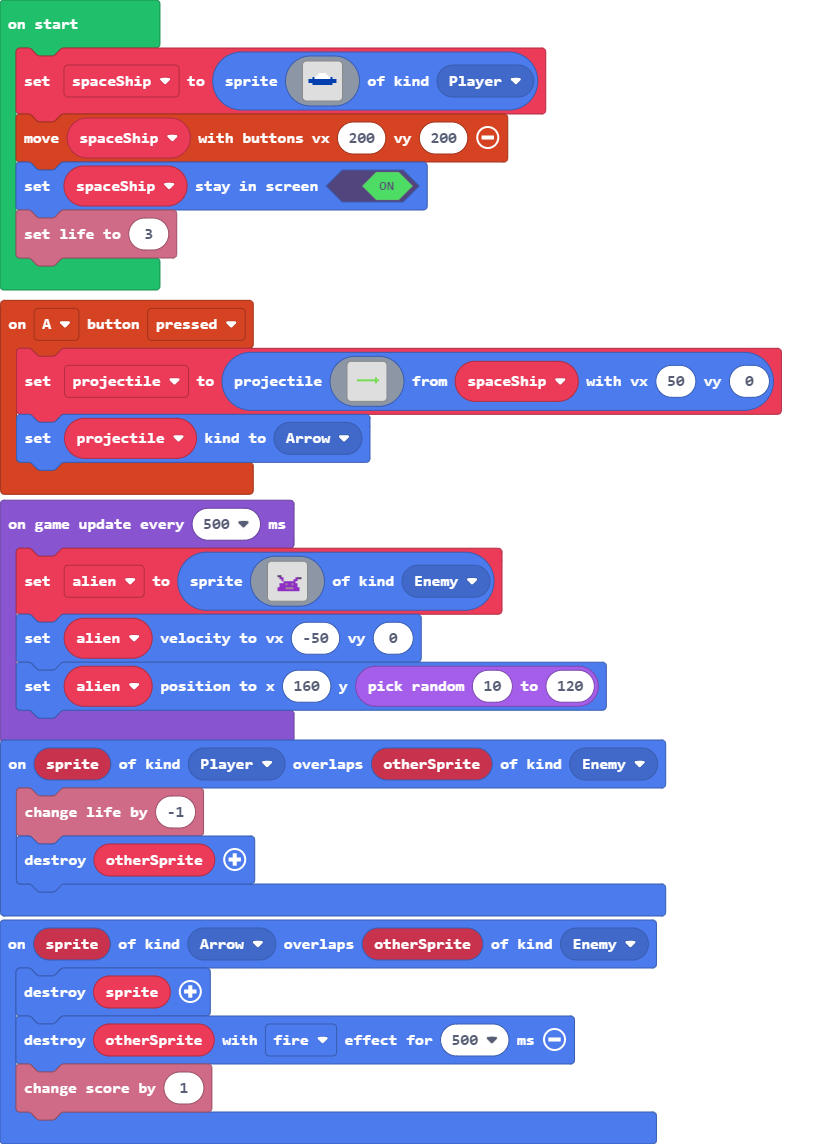 on start
set spaceShip to sprite of kind Player
move spaceShip with buttons vx 200 vy 200
set spaceShip stay in screen ON
set life to 3
on A button pressed
set projectile to projectile from spaceShip with vx 50 vy 0
set projectile kind to Arrow
on game update every 500 ms
set alien to sprite of kind Enemy
set alien velocity to vx -50 vy 0
set alien position to x 160 y pick random 10 to 120
on sprite of kind Player overlaps otherSprite of kind Enemy
change life by -1
destroy otherSprite
on sprite of kind Arrow overlaps otherSprite of kind Enemy
destroy sprite
destroy otherSprite with fire effect for 500 ms
change score by 1